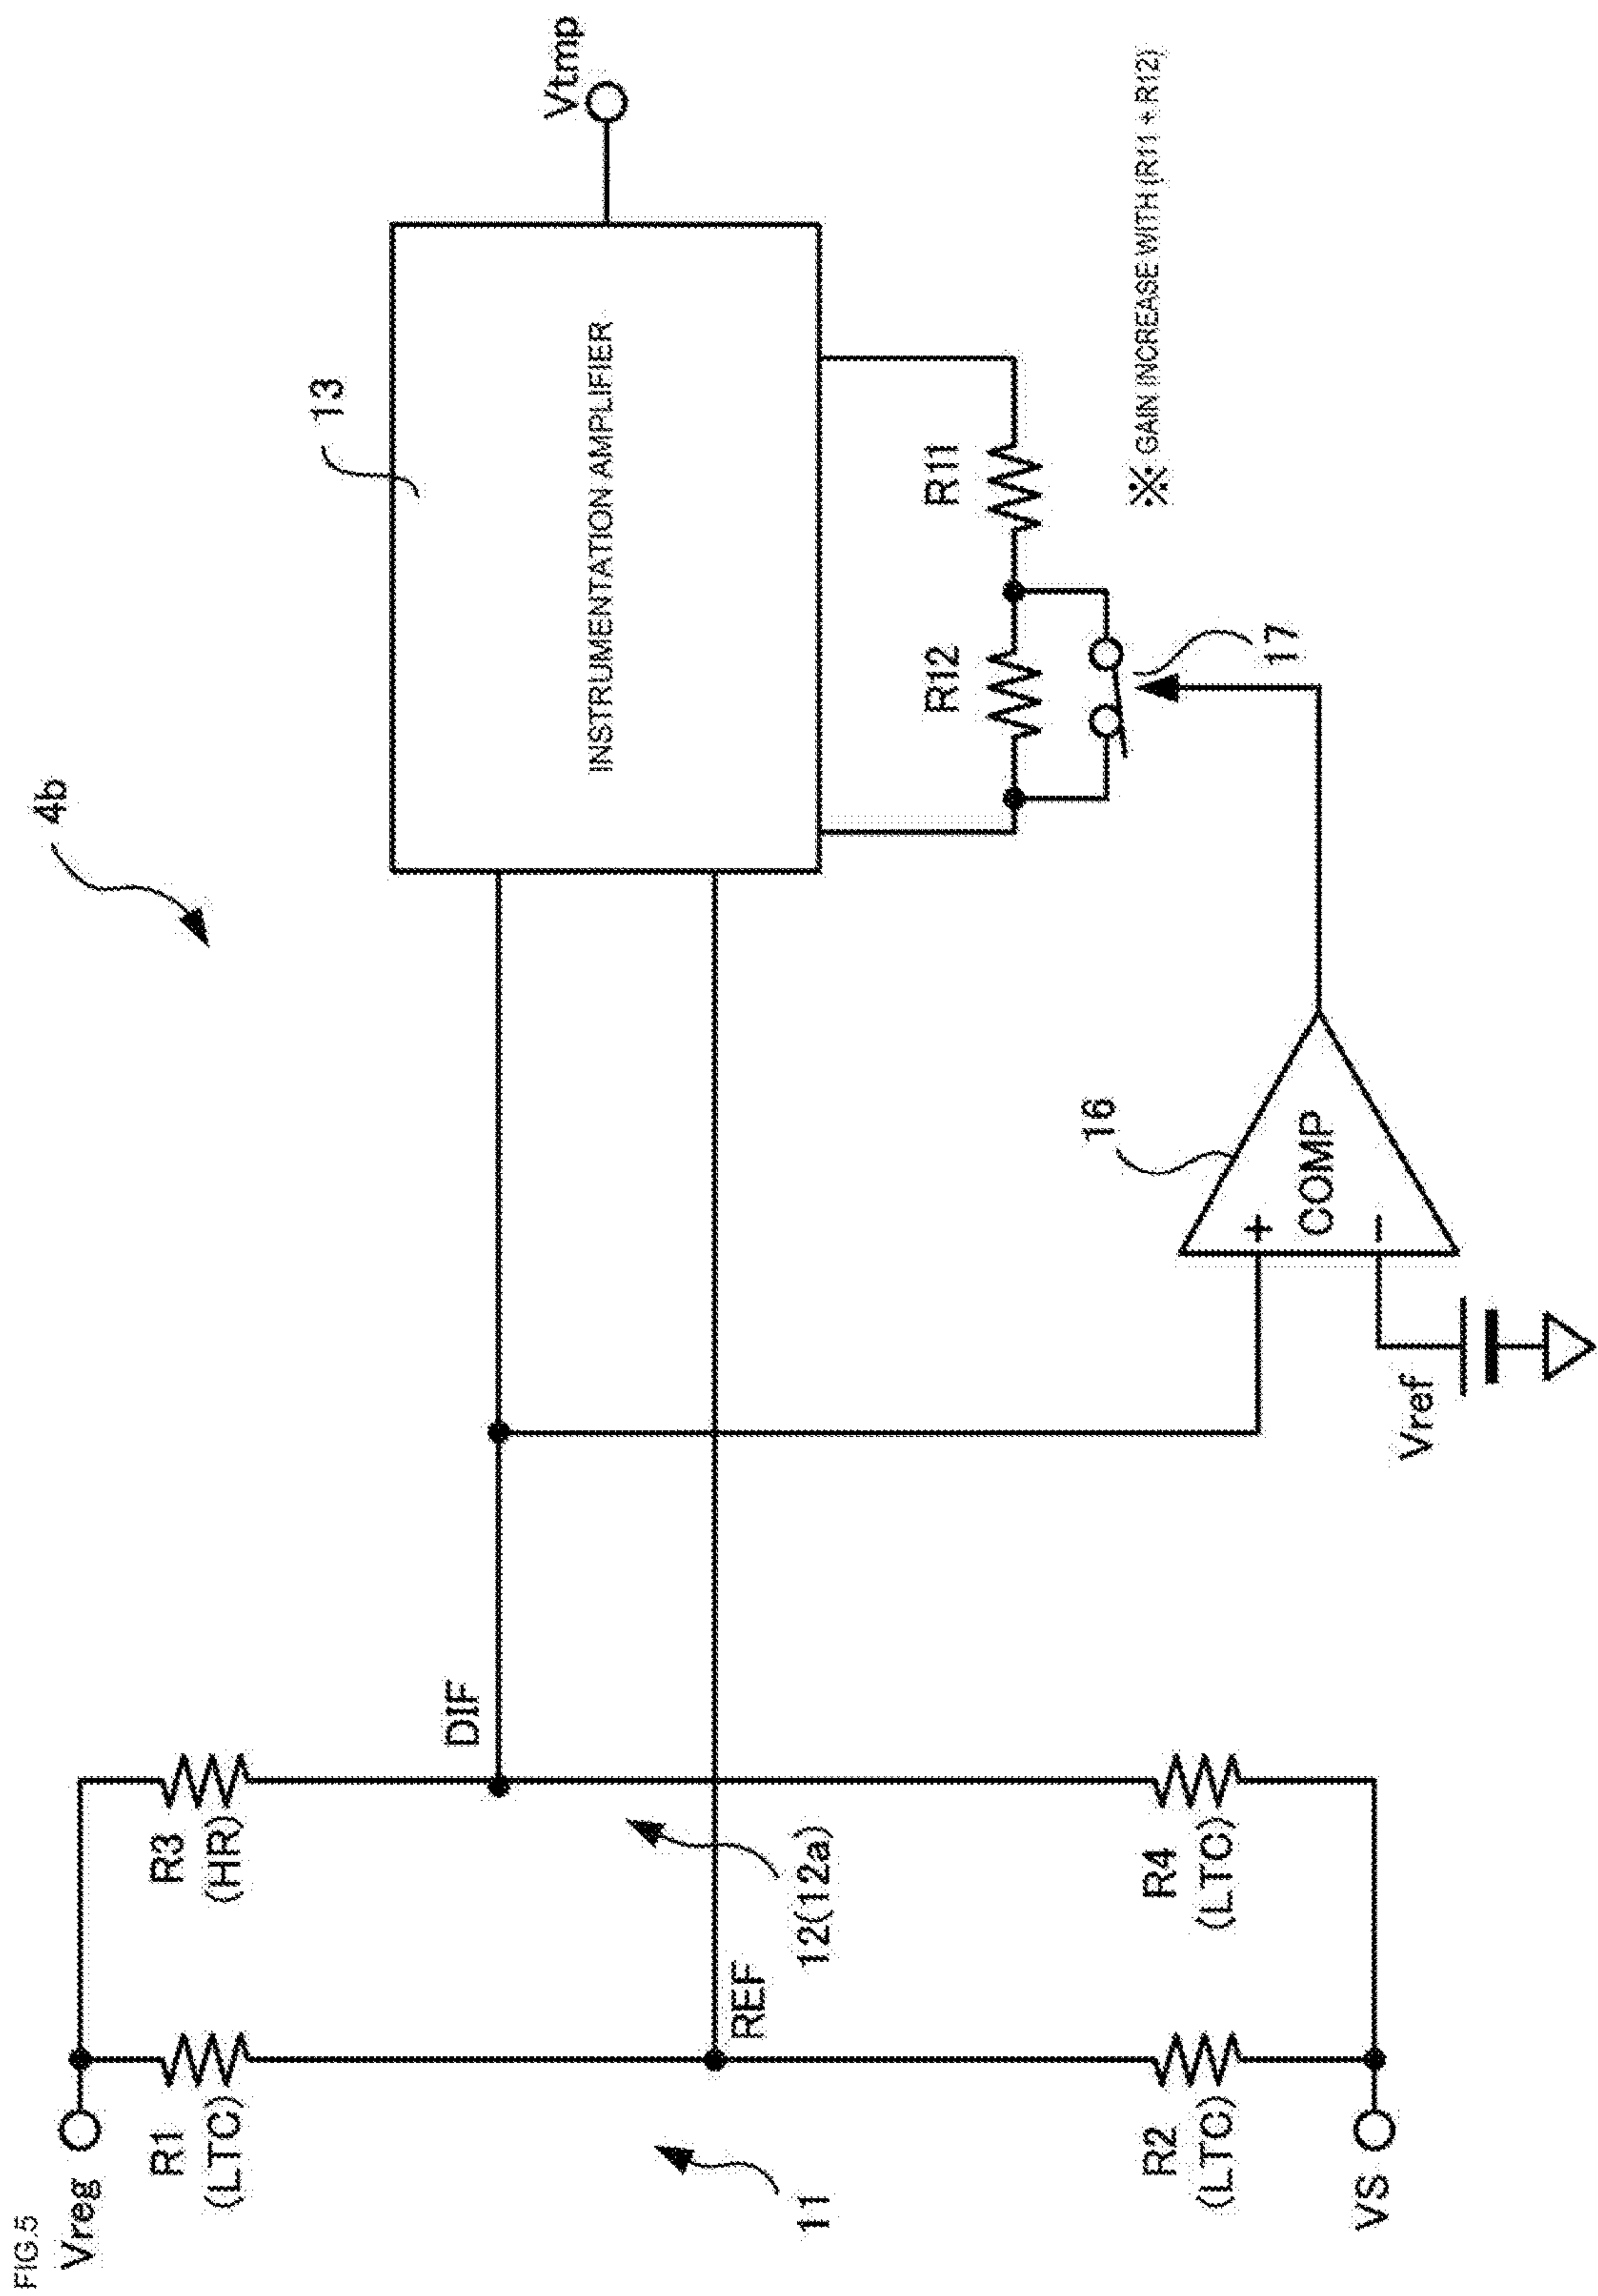 FIG.5
4b
Vreg
R1
(LTC)
R3
(HR)
DIF
13
INSTRUMENTATION AMPLIFIER
Vtmp
11
REF
12(12a)
R12
R11
17
※ GAIN INCREASE WITH (R11 + R12)
R2
(LTC)
R4
(LTC)
VS
16
+
COMP
−
Vref